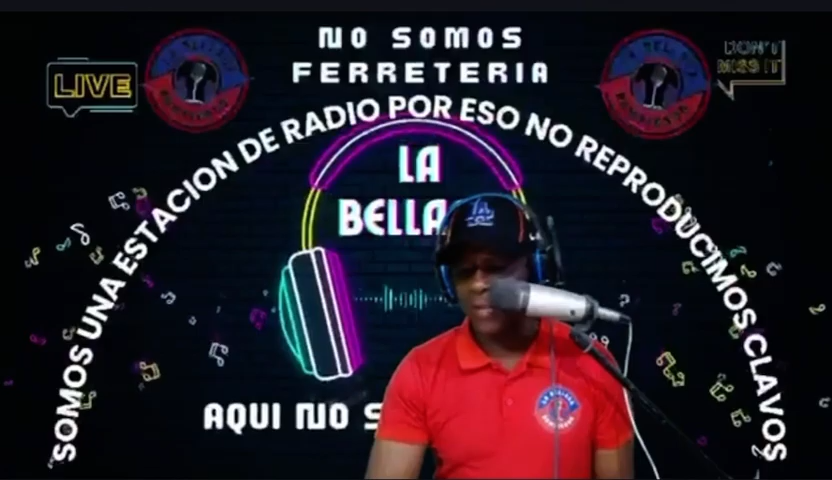 NO SOMOS
FERRETERIA
LIVE
DON'T
MISS IT
SOMOS UNA ESTACION DE RADIO POR ESO NO REPRODUCIMOS CLAVOS
LA
BELLA
LA
AQUI NO S